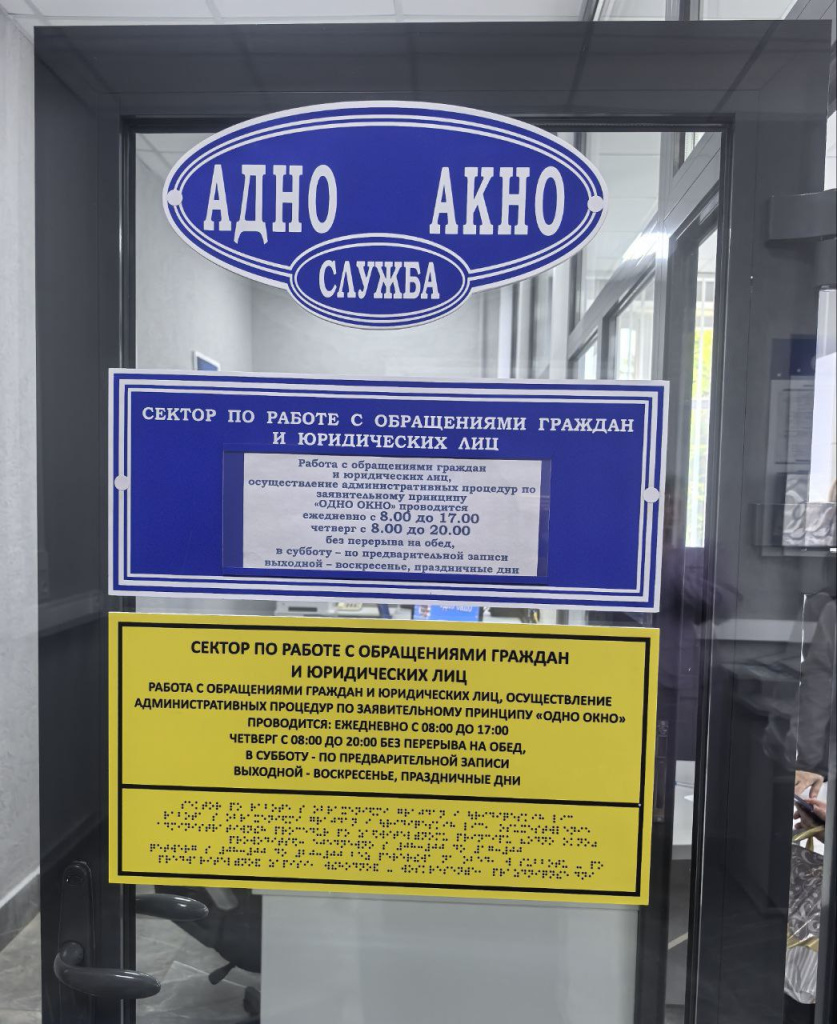 АДНО АКНО
СЛУЖБА
СЕКТОР ПО РАБОТЕ С ОБРАЩЕНИЯМИ ГРАЖДАН
И ЮРИДИЧЕСКИХ ЛИЦ
Работа с обращениями граждан
и юридических лиц,
осуществление административных процедур по
заявительному принципу
«ОДНО ОКНО» проводится
ежедневно с 8.00 до 17.00
четверг с 8.00 до 20.00
без перерыва на обед,
в субботу – по предварительной записи
выходной – воскресенье, праздничные дни
СЕКТОР ПО РАБОТЕ С ОБРАЩЕНИЯМИ ГРАЖДАН
И ЮРИДИЧЕСКИХ ЛИЦ
РАБОТА С ОБРАЩЕНИЯМИ ГРАЖДАН И ЮРИДИЧЕСКИХ ЛИЦ, ОСУЩЕСТВЛЕНИЕ
АДМИНИСТРАТИВНЫХ ПРОЦЕДУР ПО ЗАЯВИТЕЛЬНОМУ ПРИНЦИПУ «ОДНО ОКНО»
ПРОВОДИТСЯ: ЕЖЕДНЕВНО С 08:00 ДО 17:00
ЧЕТВЕРГ С 08:00 ДО 20:00 БЕЗ ПЕРЕРЫВА НА ОБЕД,
В СУББОТУ - ПО ПРЕДВАРИТЕЛЬНОЙ ЗАПИСИ
ВЫХОДНОЙ - ВОСКРЕСЕНЬЕ, ПРАЗДНИЧНЫЕ ДНИ